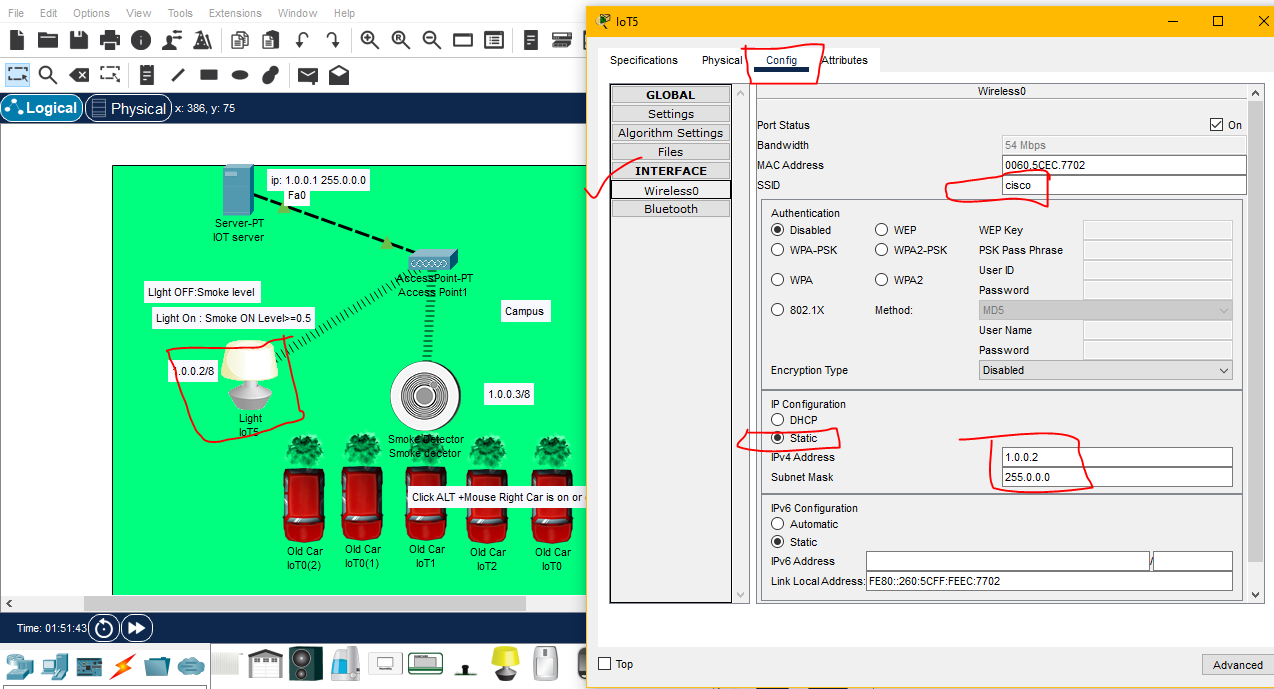 File Edit Options View Tools Extensions Window Help
Logical
Physical
x: 386, y: 75
ip: 1.0.0.1 255.0.0.0
Fa0
Server-PT
IOT server
AccessPoint-PT
Access Point1
LIght OFF:Smoke level
Light On : Smoke ON Level>=0.5
Campus
1.0.0.2/8
1.0.0.3/8
Light
IoT5
Smoke Detector
Smoke decetor
Click ALT +Mouse Right Car is on or
Old Car
IoT0(2)
Old Car
IoT0(1)
Old Car
IoT1
Old Car
IoT2
Old Car
IoT0
Time: 01:51:43
IoT5
Specifications Physical Config Attributes
GLOBAL
Settings
Algorithm Settings
Files
INTERFACE
Wireless0
Bluetooth
Wireless0
Port Status On
Bandwidth 54 Mbps
MAC Address 0060.5CEC.7702
SSID cisco
Authentication
Disabled WEP WEP Key
WPA-PSK WPA2-PSK PSK Pass Phrase
User ID
WPA WPA2 Password
802.1X Method: MD5
User Name
Password
Encryption Type Disabled
IP Configuration
DHCP
Static
IPv4 Address 1.0.0.2
Subnet Mask 255.0.0.0
IPv6 Configuration
Automatic
Static
IPv6 Address /
Link Local Address: FE80::260:5CFF:FEEC:7702
Top
Advanced